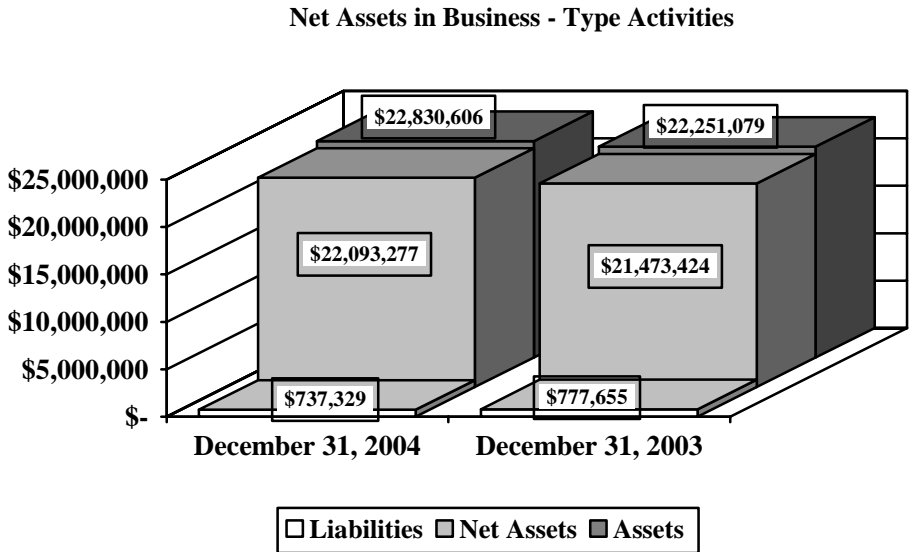 Net Assets in Business - Type Activities
$22,830,606
$22,251,079
$25,000,000
$20,000,000
$15,000,000
$10,000,000
$5,000,000
$-
$22,093,277
$21,473,424
$737,329
$777,655
December 31, 2004
December 31, 2003
Liabilities
Net Assets
Assets